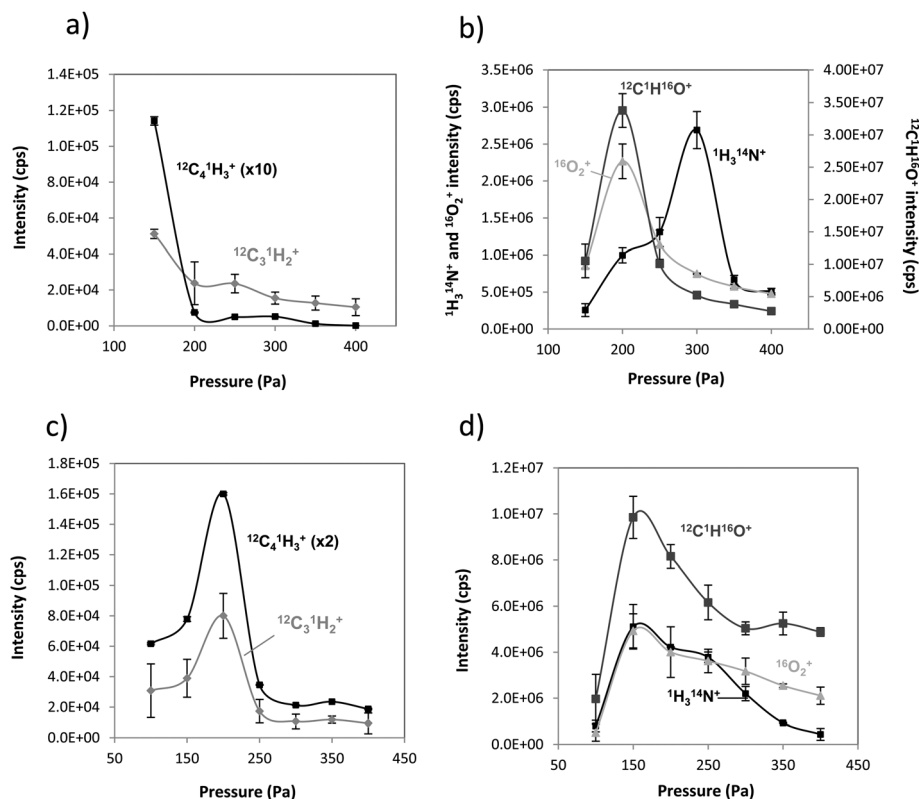 a)
1.4E+05
1.2E+05
1.0E+05
8.0E+04
6.0E+04
4.0E+04
2.0E+04
0.0E+00
Intensity (cps)
¹²C₄¹H₃⁺ (x10)
¹²C₃¹H₂⁺
100 200 300 400
Pressure (Pa)
b)
3.5E+06
3.0E+06
2.5E+06
2.0E+06
1.5E+06
1.0E+06
5.0E+05
0.0E+00
¹H₃¹⁴N⁺ and ¹⁶O₂⁺ intensity (cps)
¹²C¹H¹⁶O⁺
¹⁶O₂⁺
¹H₃¹⁴N⁺
4.00E+07
3.50E+07
3.00E+07
2.50E+07
2.00E+07
1.50E+07
1.00E+07
5.00E+06
0.00E+00
¹²C¹H¹⁶O⁺ intensity (cps)
100 200 300 400
Pressure (Pa)
c)
1.8E+05
1.6E+05
1.4E+05
1.2E+05
1.0E+05
8.0E+04
6.0E+04
4.0E+04
2.0E+04
0.0E+00
Intensity (cps)
¹²C₄¹H₃⁺ (x2)
¹²C₃¹H₂⁺
50 150 250 350 450
Pressure (Pa)
d)
1.2E+07
1.0E+07
8.0E+06
6.0E+06
4.0E+06
2.0E+06
0.0E+00
Intensity (cps)
¹²C¹H¹⁶O⁺
¹⁶O₂⁺
¹H₃¹⁴N⁺
50 150 250 350 450
Pressure (Pa)